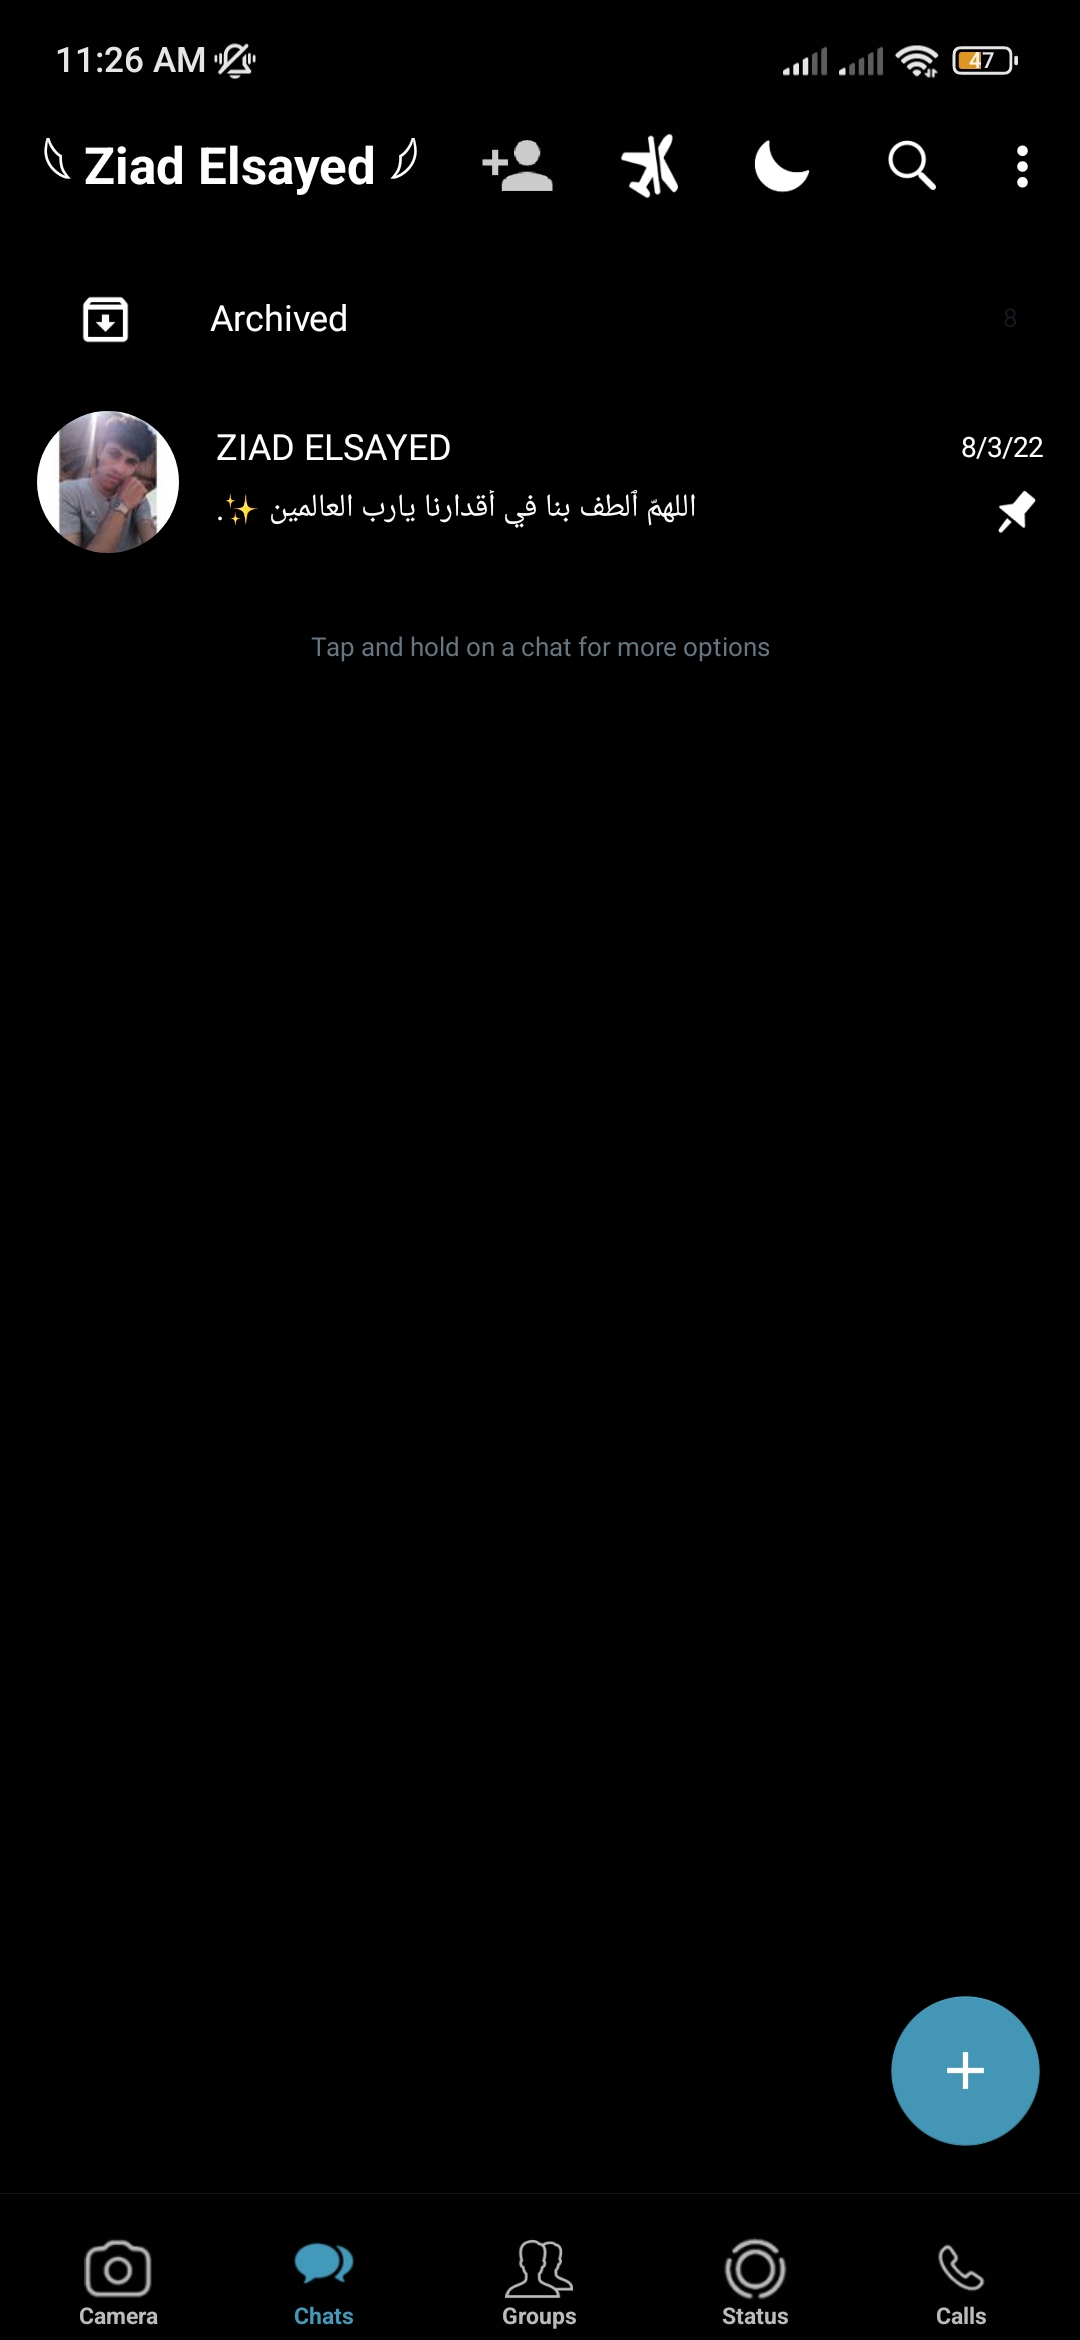 11:26 AM
47
Ziad Elsayed
Archived
8
ZIAD ELSAYED
8/3/22
اللهمّ ٱلطف بنا في أقدارنا يارب العالمين ✨.
Tap and hold on a chat for more options
Camera
Chats
Groups
Status
Calls